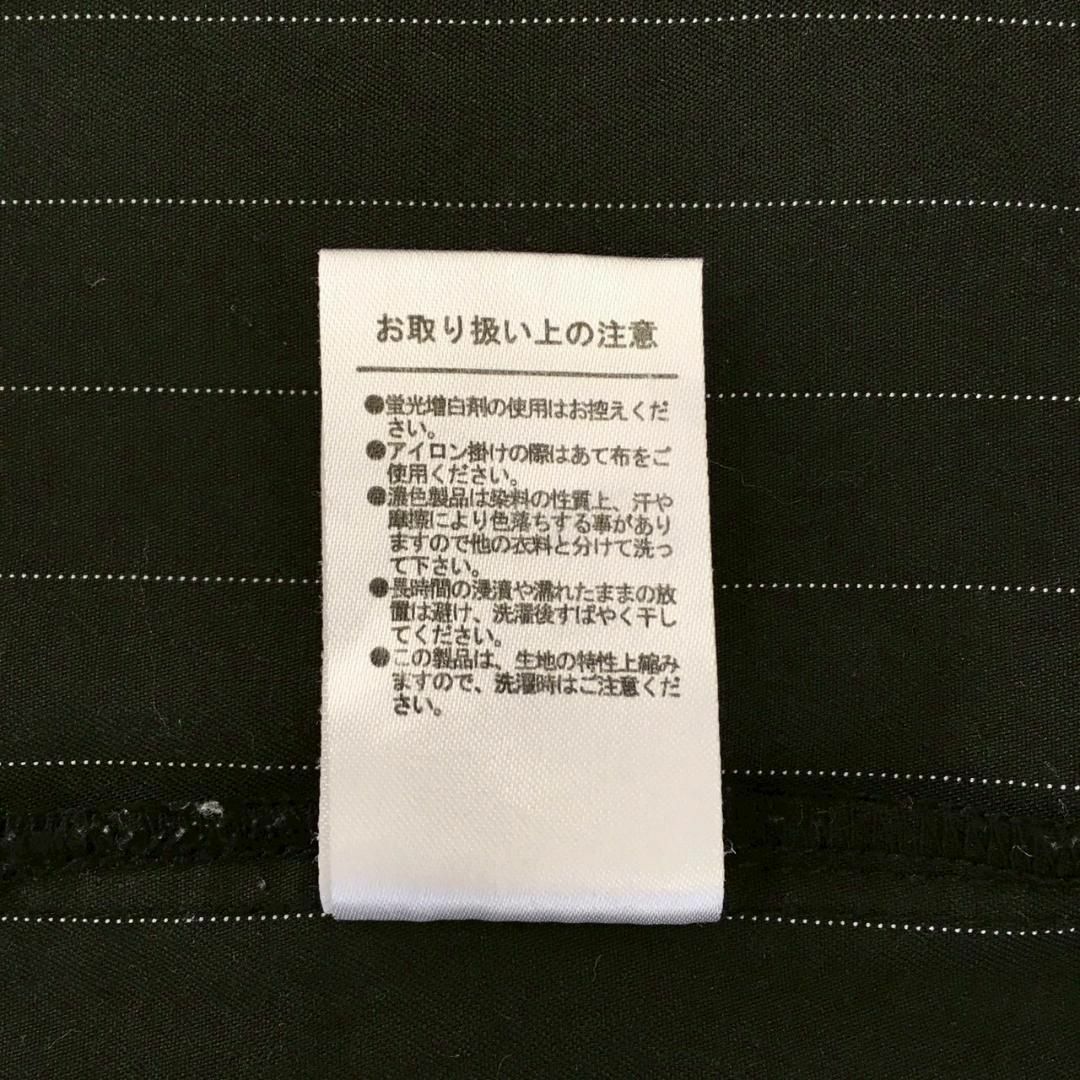 お取り扱い上の注意
●蛍光増白剤の使用はお控えくだ
さい。
●アイロン掛けの際はあて布をご
使用ください。
●濃色製品は染料の性質上、汗や
摩擦により色落ちする事があり
ますので他の衣料と分けて洗っ
て下さい。
●長時間の浸漬や濡れたままの放
置は避け、洗濯後すばやく干し
てください。
●この製品は、生地の特性上縮み
ますので、洗濯時はご注意くだ
さい。